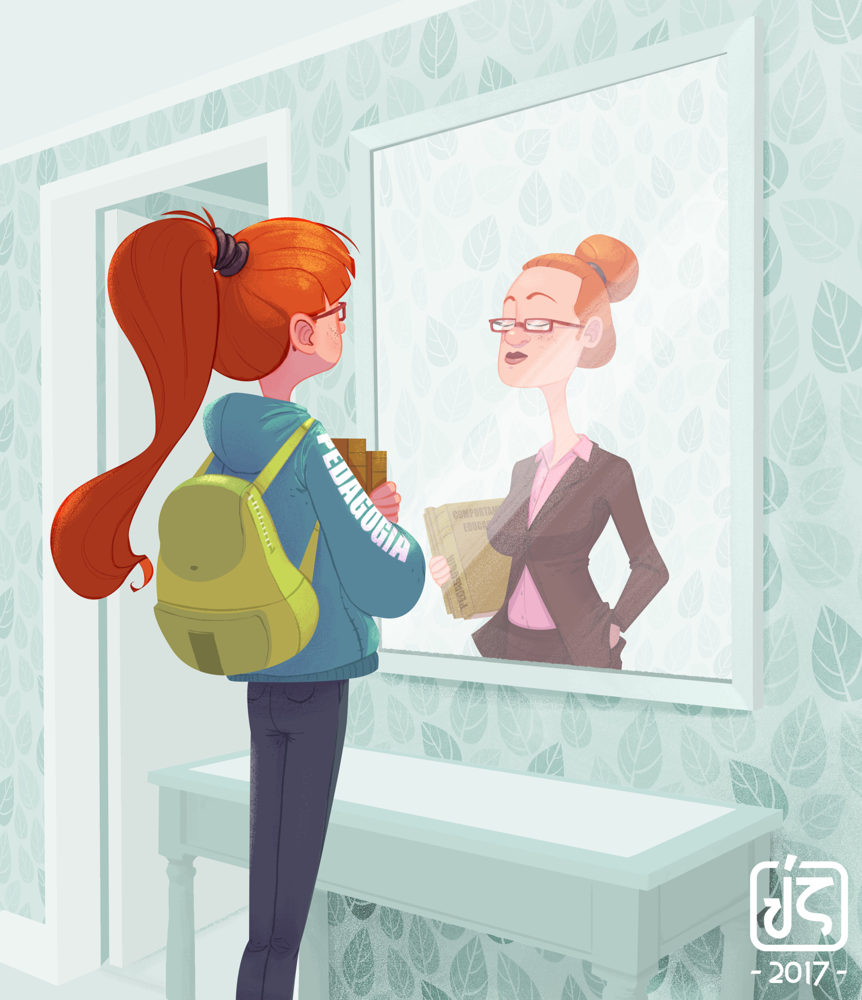 PEDAGOGIA
COMPORTAM
EDUCA
PEDAGOGIA
- 2017 -